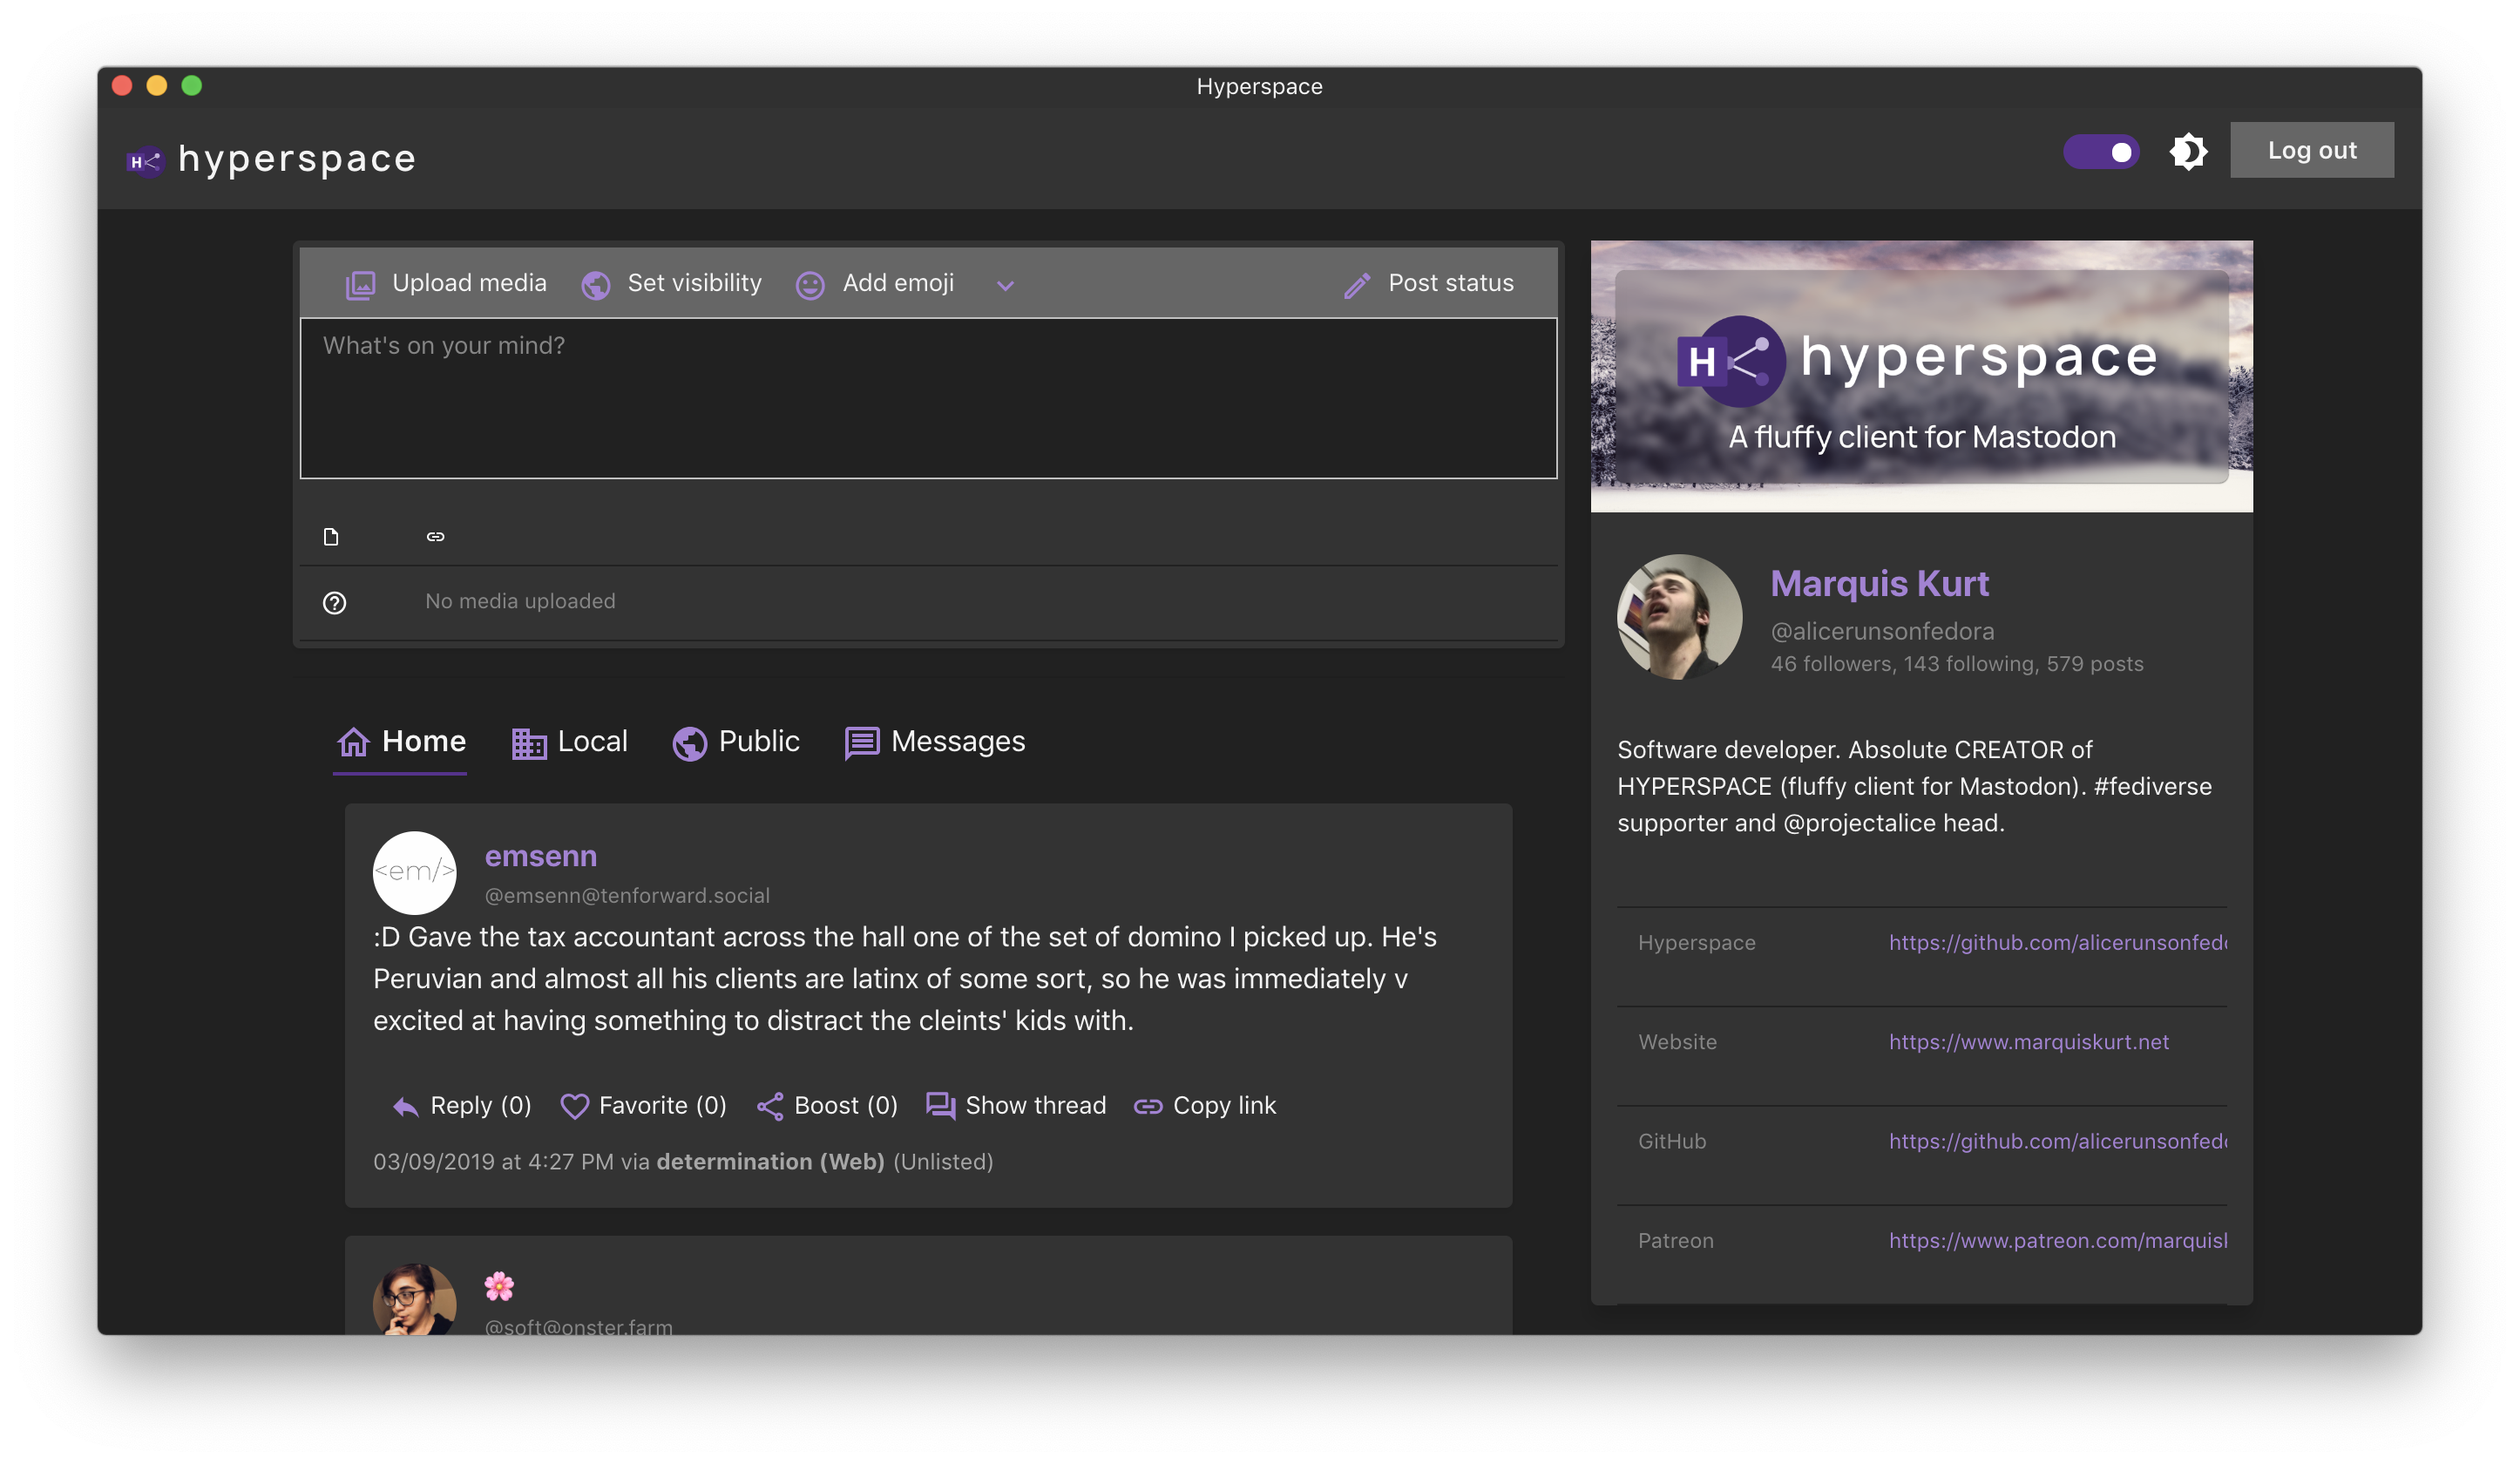 Hyperspace
H hyperspace
Log out
Upload media Set visibility Add emoji Post status
What's on your mind?
No media uploaded
Home Local Public Messages
emsenn
<em/>
@emsenn@tenforward.social
:D Gave the tax accountant across the hall one of the set of domino I picked up. He's
Peruvian and almost all his clients are latinx of some sort, so he was immediately v
excited at having something to distract the cleints' kids with.
Reply (0) Favorite (0) Boost (0) Show thread Copy link
03/09/2019 at 4:27 PM via determination (Web) (Unlisted)
🌸
@soft@onster.farm
H hyperspace
A fluffy client for Mastodon
Marquis Kurt
@alicerunsonfedora
46 followers, 143 following, 579 posts
Software developer. Absolute CREATOR of
HYPERSPACE (fluffy client for Mastodon). #fediverse
supporter and @projectalice head.
Hyperspace https://github.com/alicerunsonfed
Website https://www.marquiskurt.net
GitHub https://github.com/alicerunsonfed
Patreon https://www.patreon.com/marquis